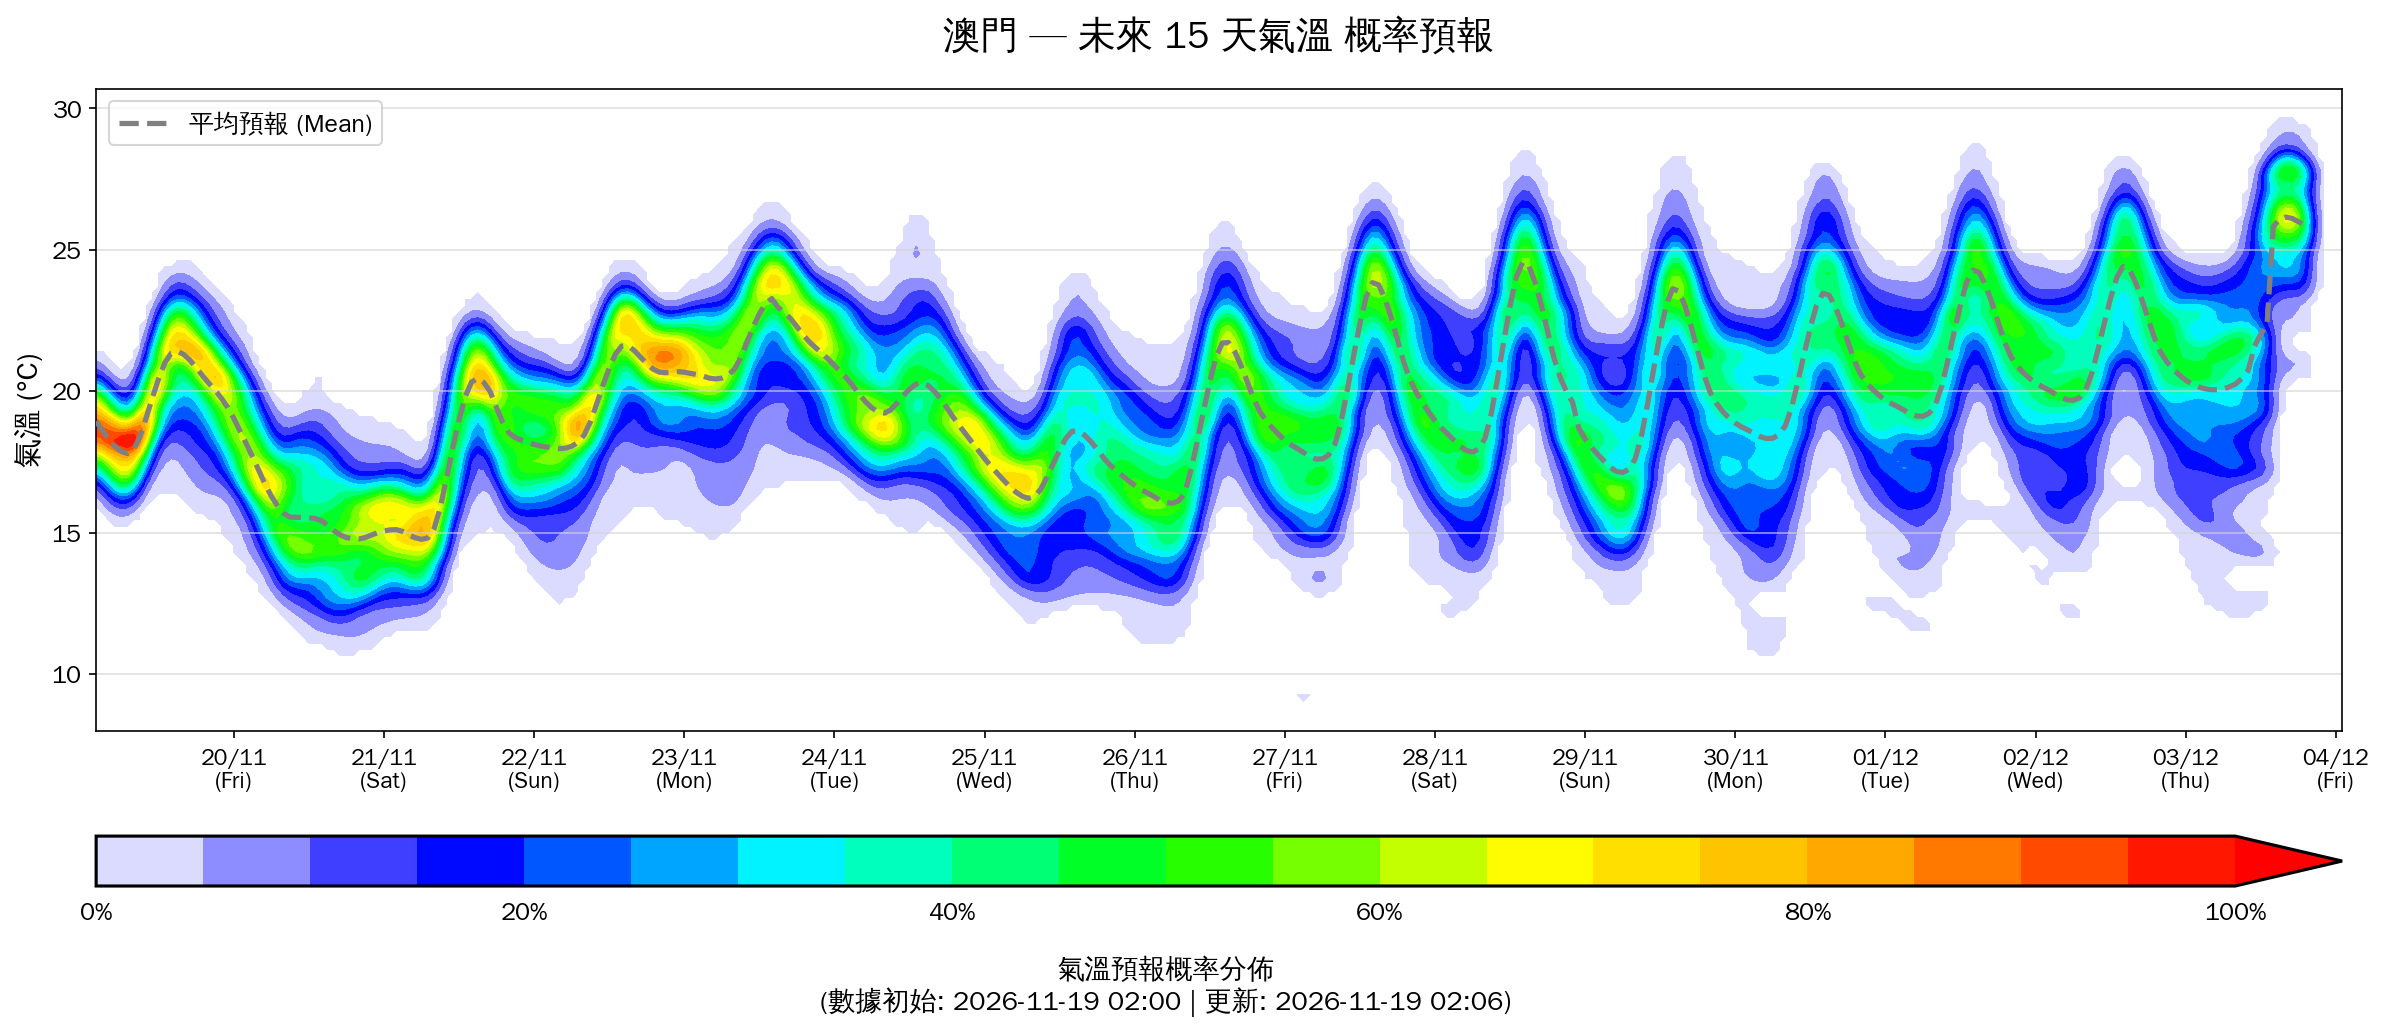 澳門 — 未來 15 天氣溫 概率預報
平均預報 (Mean)
氣溫 (°C)
30
25
20
15
10
20/11 21/11 22/11 23/11 24/11 25/11 26/11 27/11 28/11 29/11 30/11 01/12 02/12 03/12 04/12
(Fri) (Sat) (Sun) (Mon) (Tue) (Wed) (Thu) (Fri) (Sat) (Sun) (Mon) (Tue) (Wed) (Thu) (Fri)
0% 20% 40% 60% 80% 100%
氣溫預報概率分佈
(數據初始: 2026-11-19 02:00 | 更新: 2026-11-19 02:06)